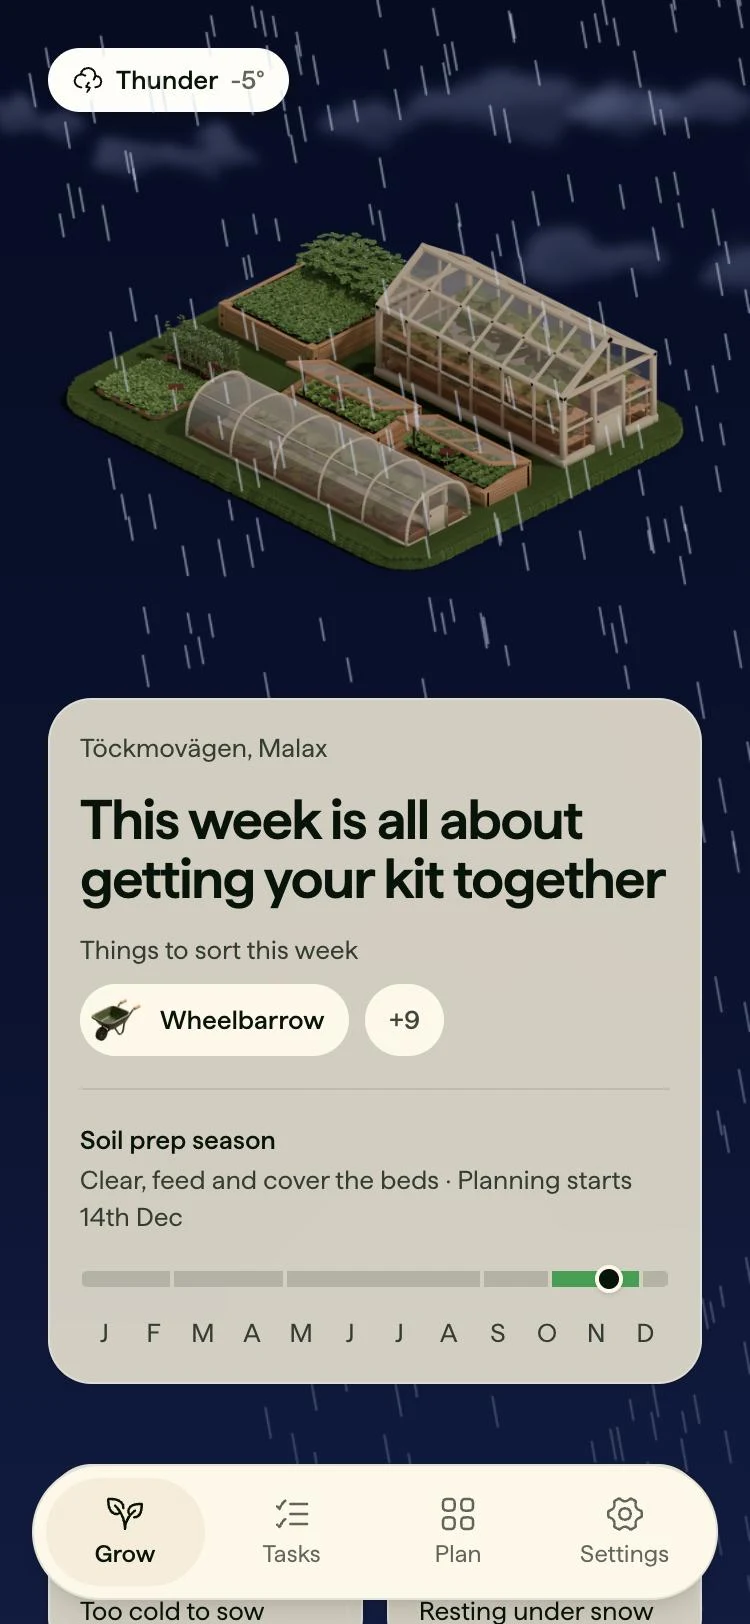 Thunder -5°
Töckmovägen, Malax
This week is all about
getting your kit together
Things to sort this week
Wheelbarrow +9
Soil prep season
Clear, feed and cover the beds · Planning starts
14th Dec
J F M A M J J A S O N D
Grow Tasks Plan Settings
Too cold to sow Resting under snow